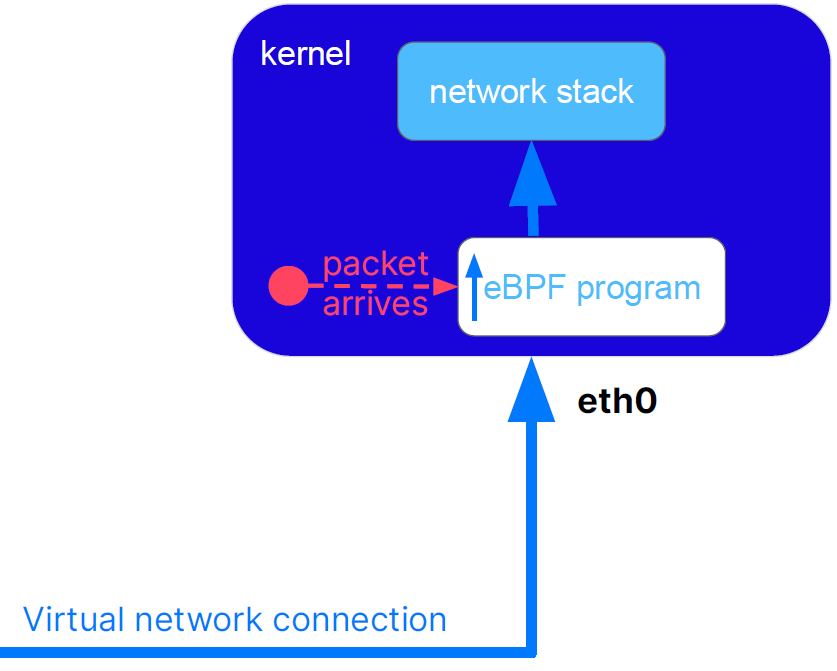 kernel
network stack
packet
arrives
eBPF program
eth0
Virtual network connection